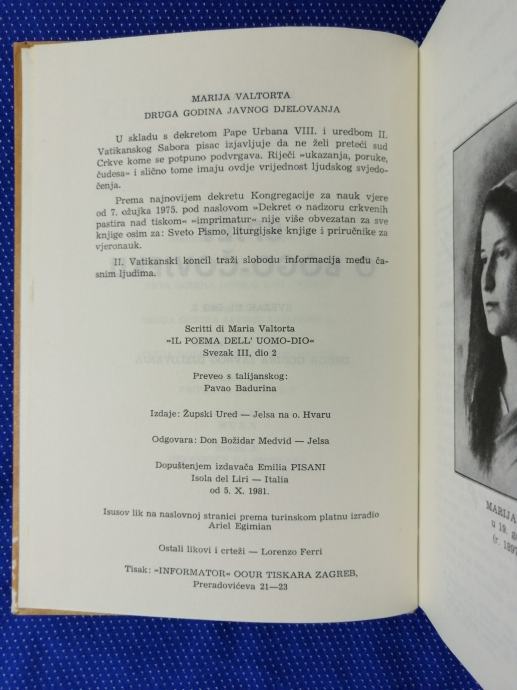 MARIJA VALTORTA
DRUGA GODINA JAVNOG DJELOVANJA
U skladu s dekretom Pape Urbana VIII. i uredbom II.
Vatikanskog Sabora pisac izjavljuje da ne želi preteći sud
Crkve kome se potpuno podvrgava. Riječi »ukazanja, poruke,
čudesa« i slično tome imaju ovdje vrijednost ljudskog svjedo-
čenja.
Prema najnovijem dekretu Kongregacije za nauk vjere
od 7. ožujka 1975. pod naslovom »Dekret o nadzoru crkvenih
pastira nad tiskom« »imprimatur« nije više obvezatan za sve
knjige osim za: Sveto Pismo, liturgijske knjige i priručnike za
vjeronauk.
II. Vatikanski koncil traži slobodu informacija među ča-
snim ljudima.
Scritti di Maria Valtorta
»IL POEMA DELL' UOMO-DIO«
Svezak III, dio 2
Preveo s talijanskog:
Pavao Badurina
Izdaje: Župski Ured — Jelsa na o. Hvaru
Odgovara: Don Božidar Medvid — Jelsa
Dopuštenjem izdavača Emilia PISANI
Isola del Liri — Italia
od 5. X. 1981.
Isusov lik na naslovnoj stranici prema turinskom platnu izradio
Ariel Egimian
Ostali likovi i crteži — Lorenzo Ferri
Tisak: »INFORMATOR« OOUR TISKARA ZAGREB,
Preradovićeva 21—23
MARIJA
u 19.
(r. 189